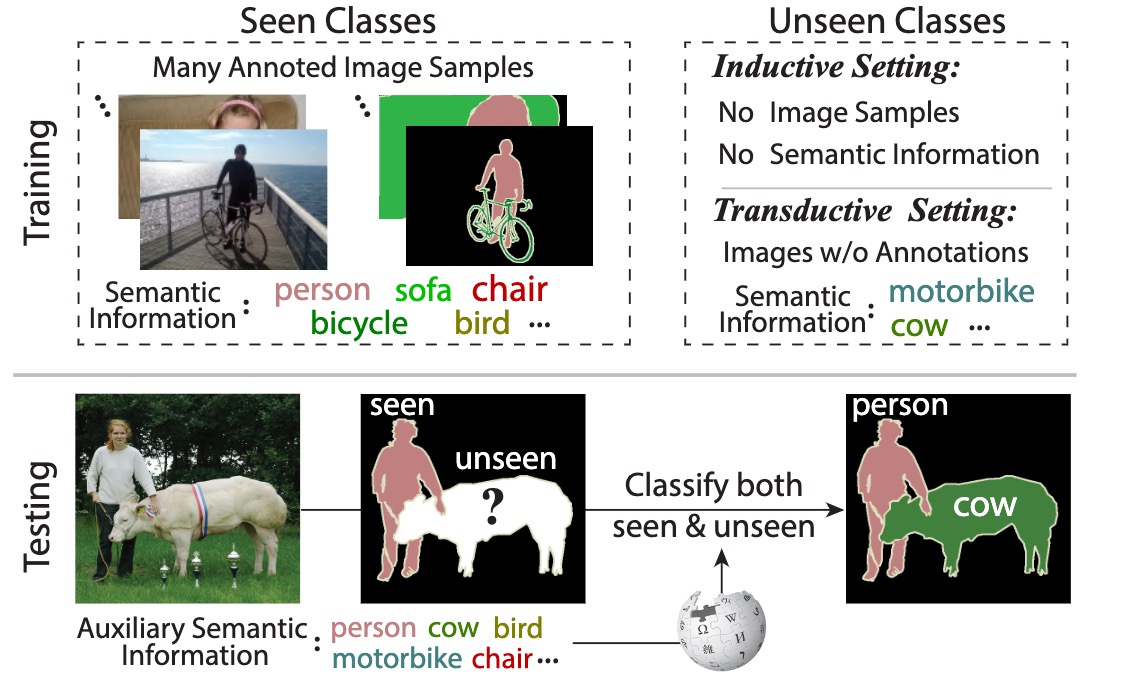 Seen Classes
Unseen Classes
Training
Many Annoted Image Samples
Semantic
Information :
person sofa chair
bicycle bird ...
Inductive Setting:
No Image Samples
No Semantic Information
Transductive Setting:
Images w/o Annotations
Semantic
Information :
motorbike
cow ...
Testing
seen
unseen
?
Classify both
seen & unseen
person
cow
Auxiliary Semantic
Information :
person cow bird
motorbike chair ...
Ω W И 維